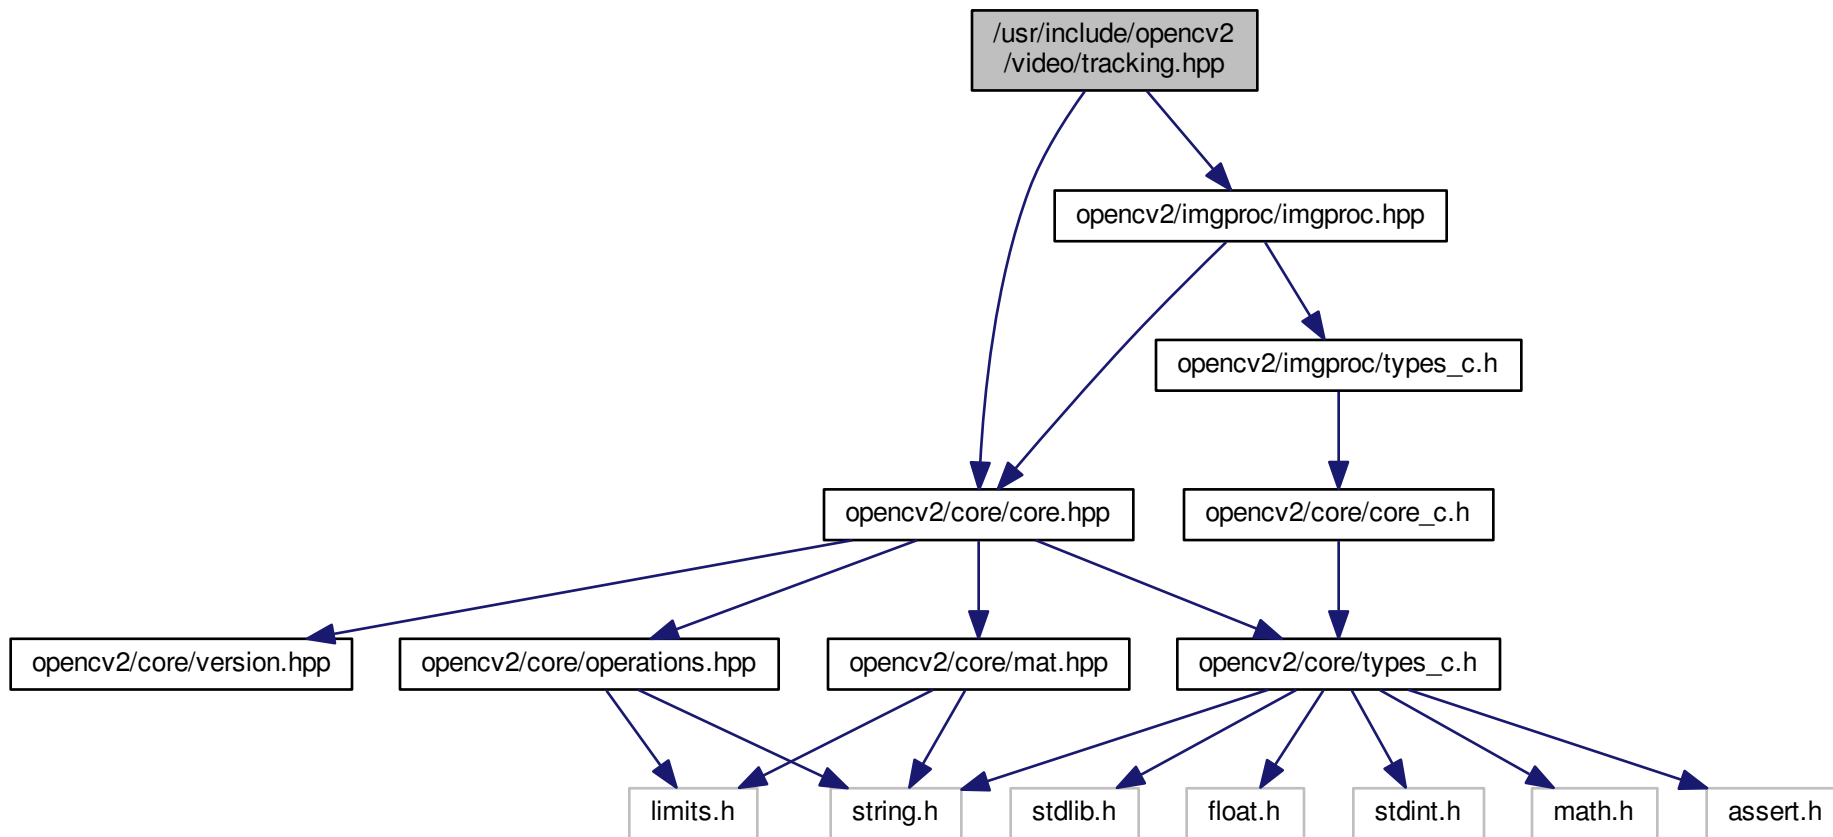 /usr/include/opencv2
/video/tracking.hpp
opencv2/imgproc/imgproc.hpp
opencv2/imgproc/types_c.h
opencv2/core/core.hpp
opencv2/core/core_c.h
opencv2/core/version.hpp
opencv2/core/operations.hpp
opencv2/core/mat.hpp
opencv2/core/types_c.h
limits.h
string.h
stdlib.h
float.h
stdint.h
math.h
assert.h